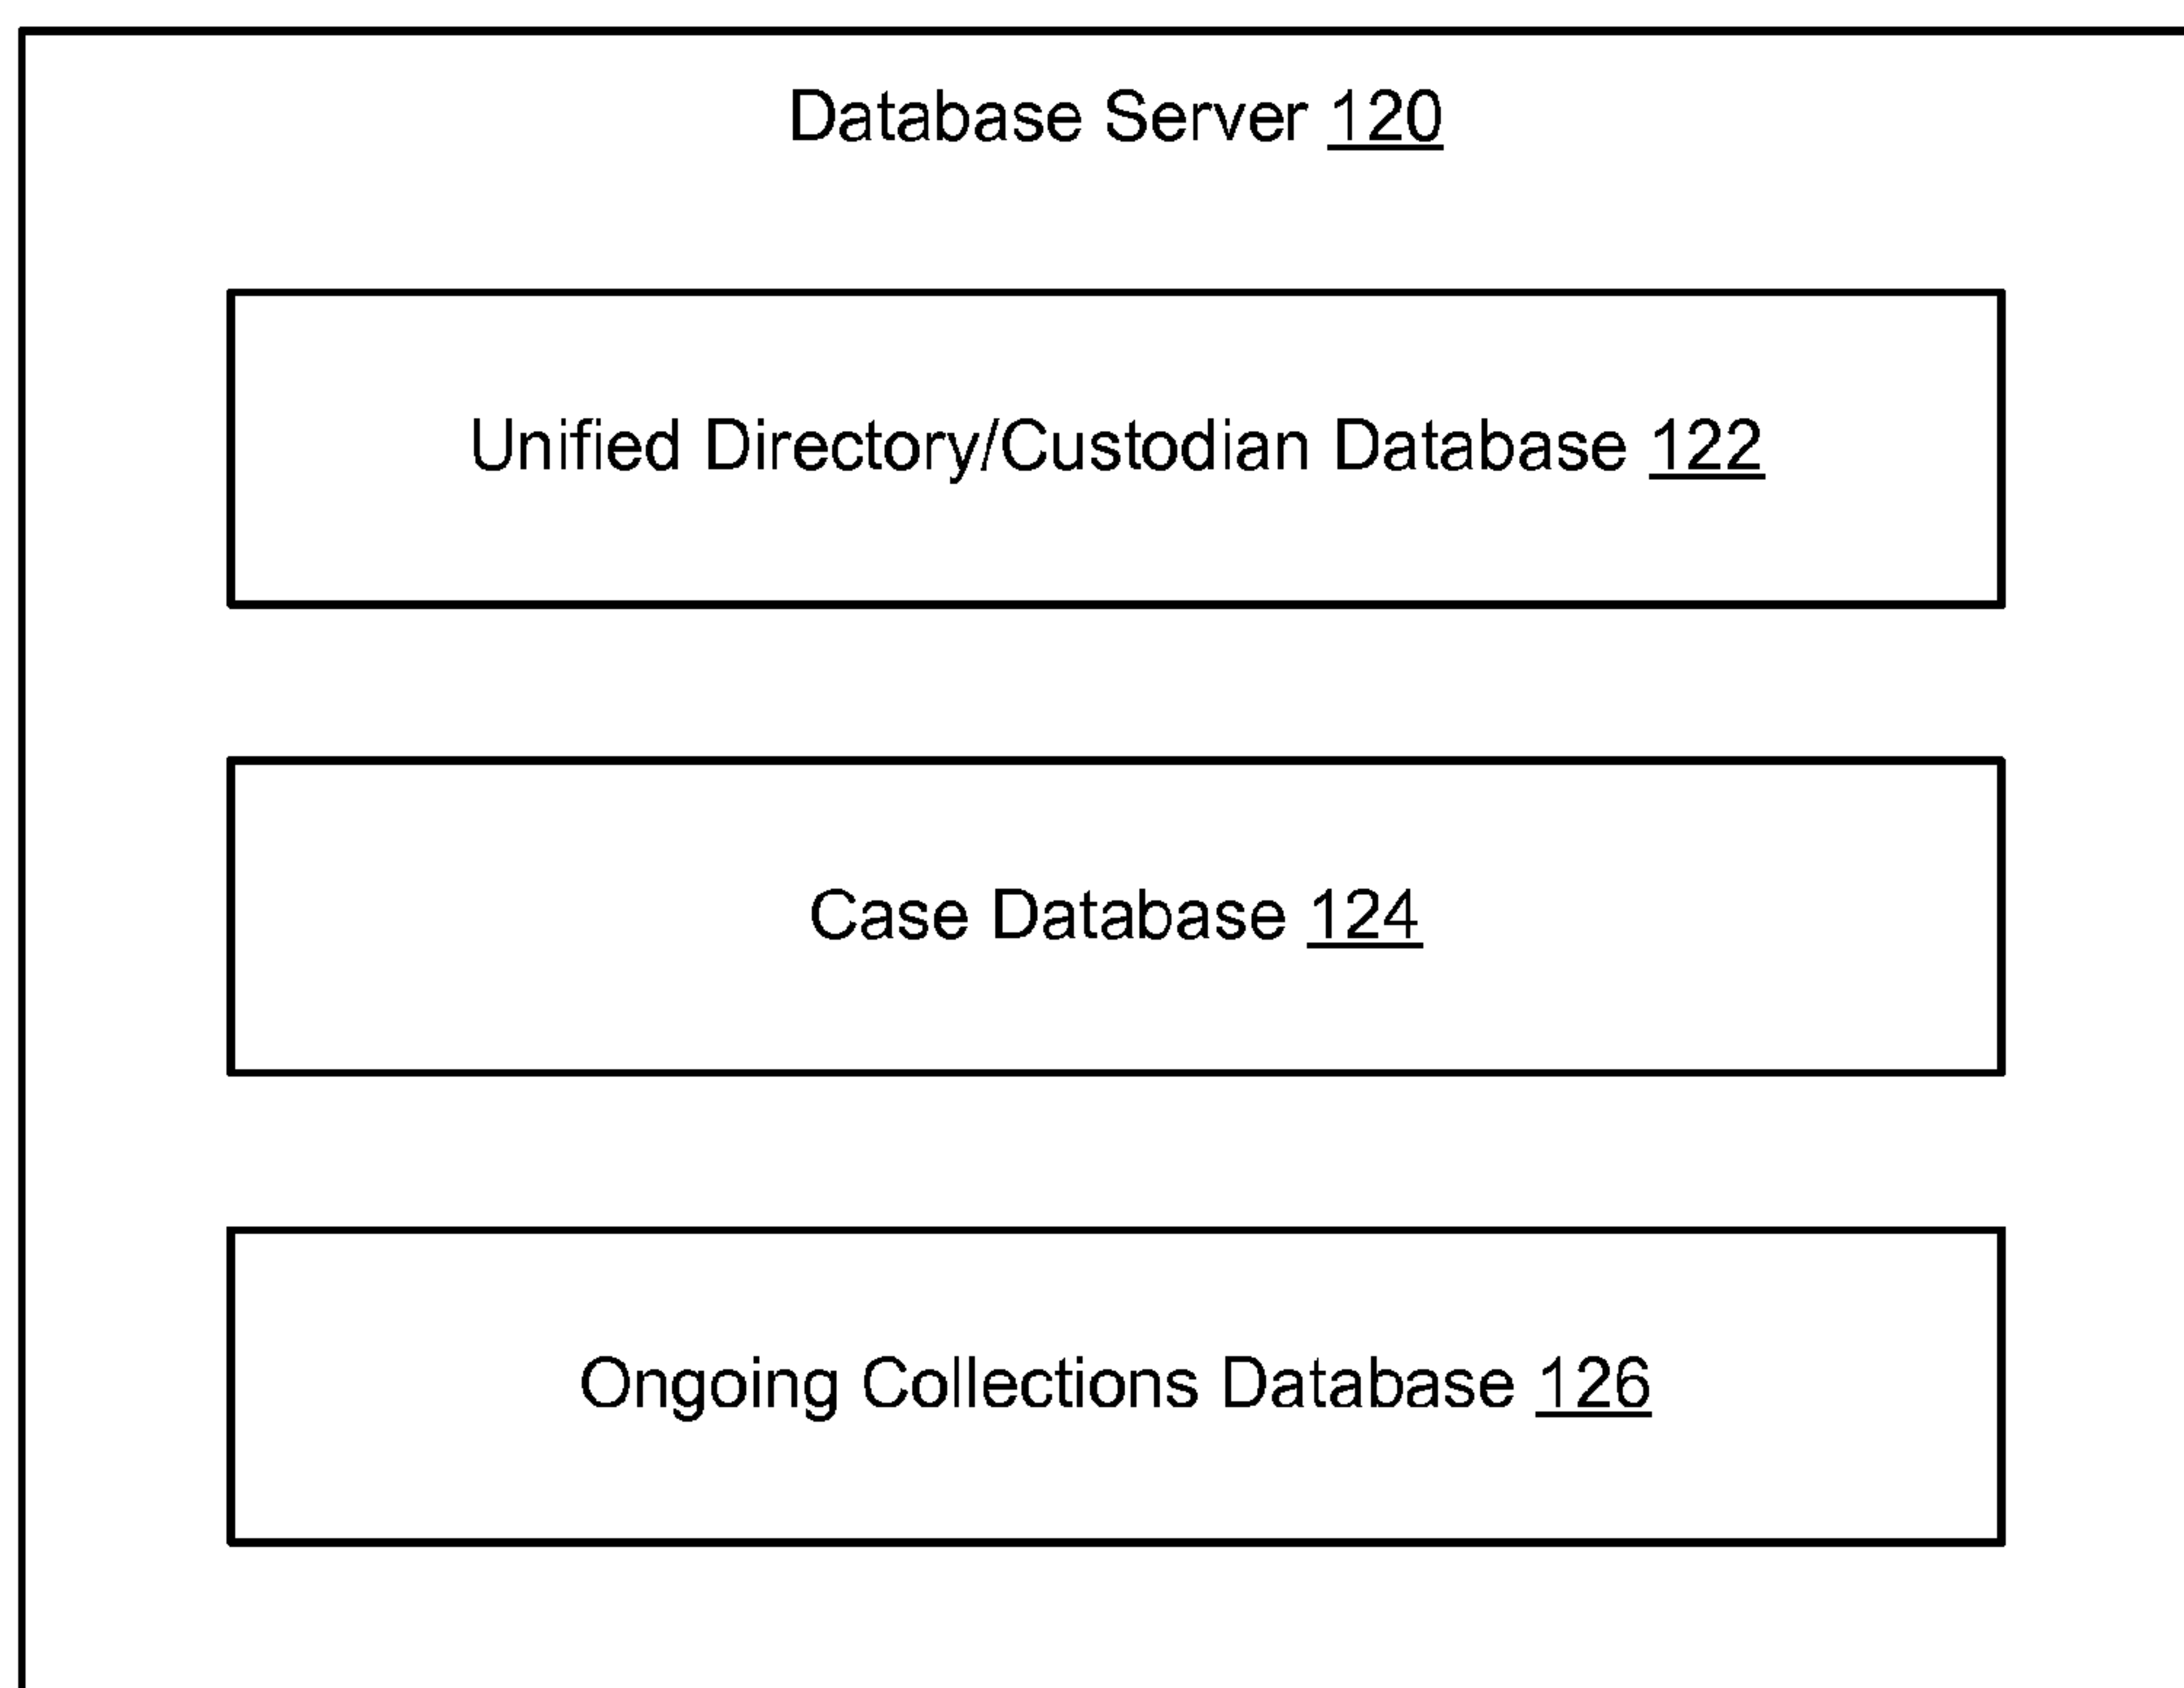 Database Server 120
Unified Directory/Custodian Database 122
Case Database 124
Ongoing Collections Database 126